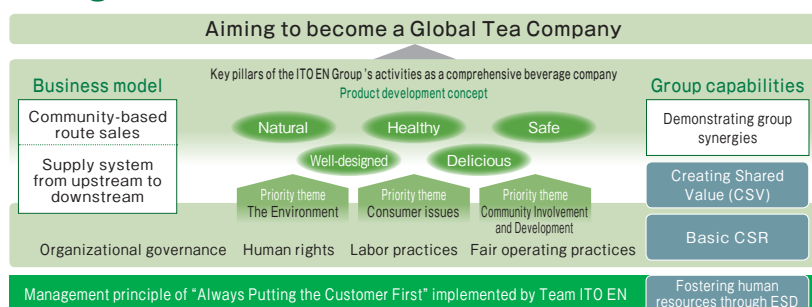 Aiming to become a Global Tea Company
Key pillars of the ITO EN Group's activities as a comprehensive beverage company
Product development concept
Business model
Community-based
route sales
Supply system
from upstream to
downstream
Natural
Healthy
Safe
Well-designed
Delicious
Priority theme
The Environment
Priority theme
Consumer issues
Priority theme
Community Involvement
and Development
Organizational governance
Human rights
Labor practices
Fair operating practices
Group capabilities
Demonstrating group
synergies
Creating Shared
Value (CSV)
Basic CSR
Fostering human
resources through ESD
Management principle of “Always Putting the Customer First” implemented by Team ITO EN